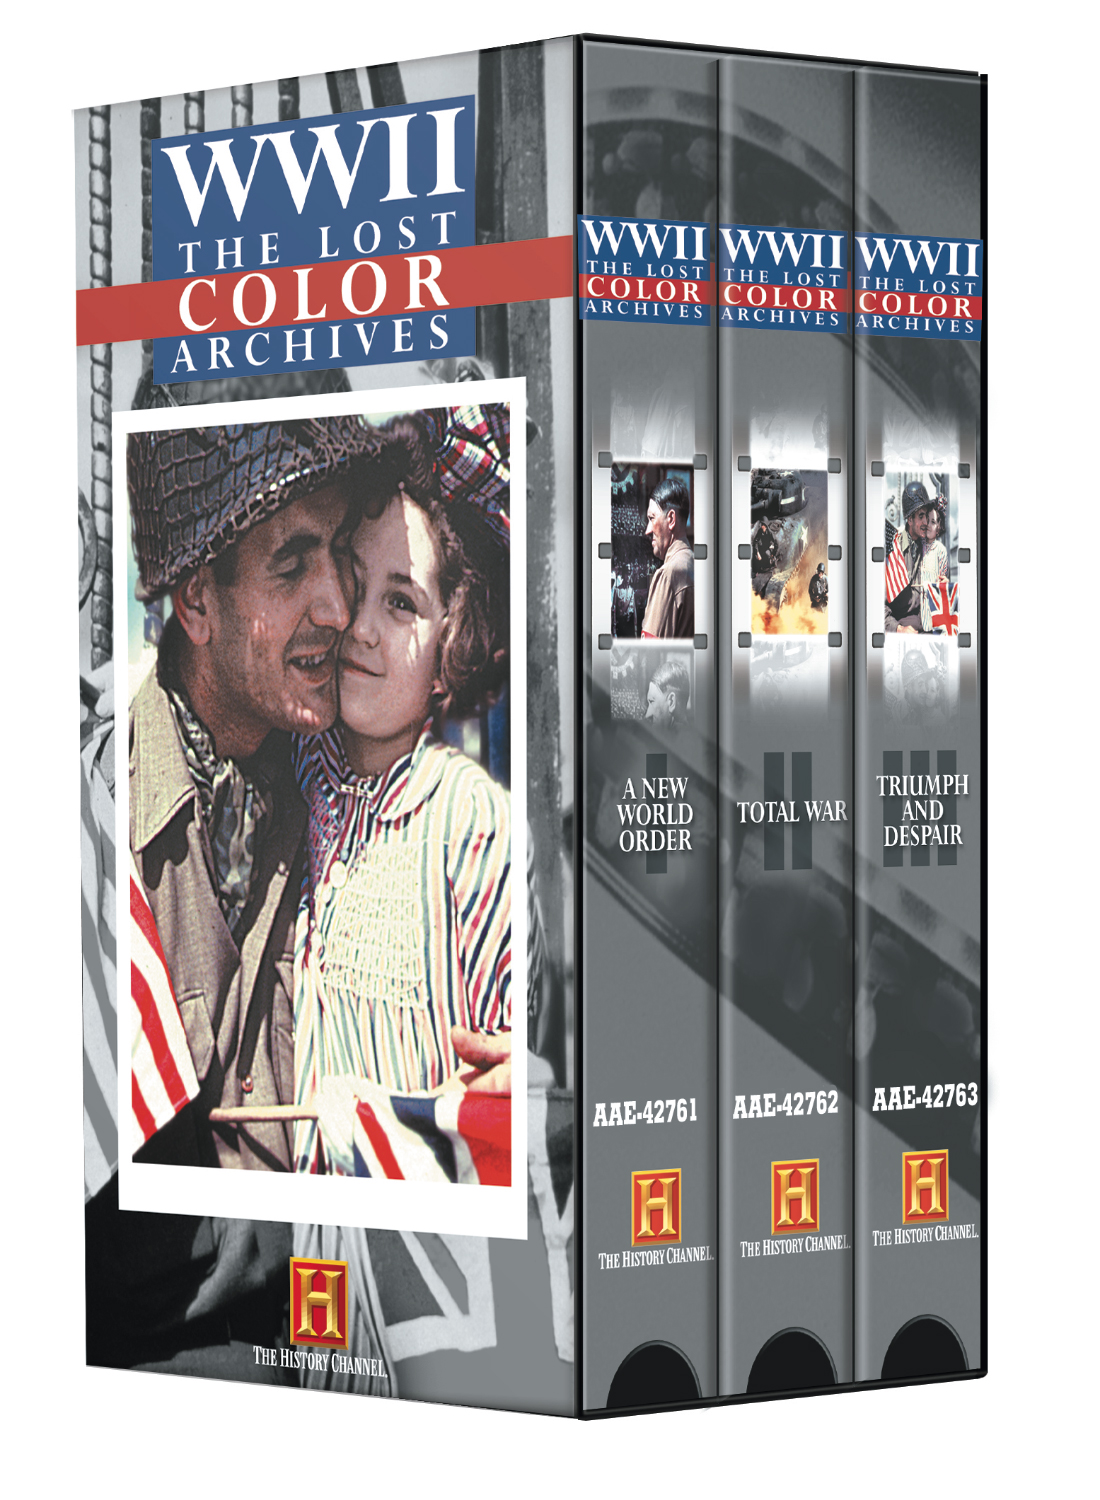 WWII
THE LOST
COLOR
ARCHIVES
THE HISTORY CHANNEL.
WWII
THE LOST
COLOR
ARCHIVES
A NEW
WORLD
ORDER
AAE-42761
THE HISTORY CHANNEL.
WWII
THE LOST
COLOR
ARCHIVES
TOTAL WAR
AAE-42762
THE HISTORY CHANNEL.
WWII
THE LOST
COLOR
ARCHIVES
TRIUMPH
AND
DESPAIR
AAE-42763
THE HISTORY CHANNEL.